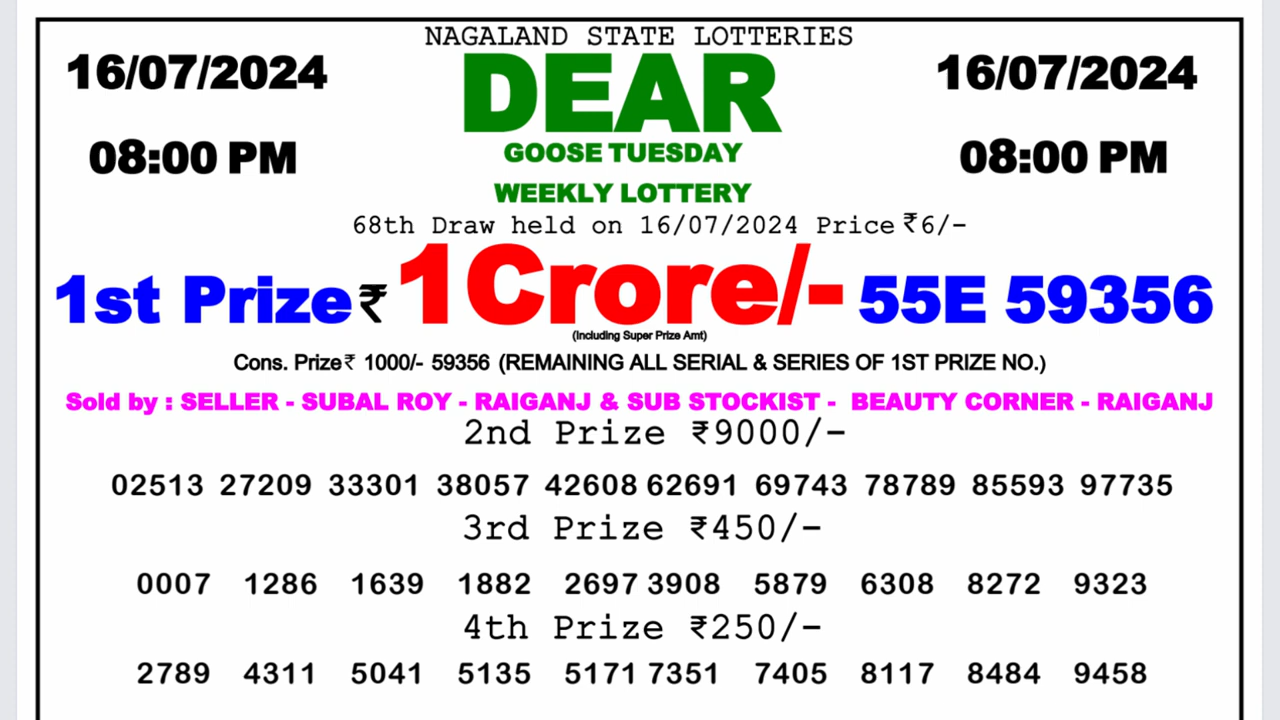 NAGALAND STATE LOTTERIES
16/07/2024 DEAR 16/07/2024
08:00 PM GOOSE TUESDAY 08:00 PM
WEEKLY LOTTERY
68th Draw held on 16/07/2024 Price ₹6/-
1st Prize ₹ 1 Crore/- 55E 59356
(Including Super Prize Amt)
Cons. Prize ₹ 1000/- 59356 (REMAINING ALL SERIAL & SERIES OF 1ST PRIZE NO.)
Sold by : SELLER - SUBAL ROY - RAIGANJ & SUB STOCKIST - BEAUTY CORNER - RAIGANJ
2nd Prize ₹9000/-
02513 27209 33301 38057 42608 62691 69743 78789 85593 97735
3rd Prize ₹450/-
0007 1286 1639 1882 2697 3908 5879 6308 8272 9323
4th Prize ₹250/-
2789 4311 5041 5135 5171 7351 7405 8117 8484 9458